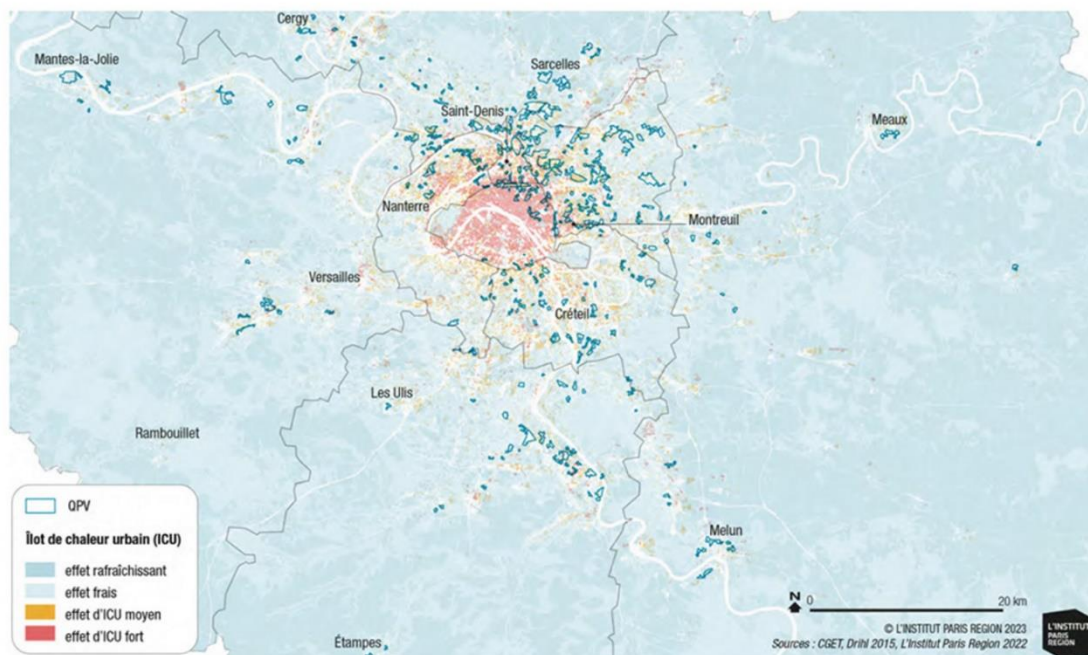 Cergy
Mantes-la-Jolie
Sarcelles
Saint-Denis
Meaux
Nanterre
Montreuil
Versailles
Créteil
Les Ulis
Rambouillet
Melun
Étampes
QPV
Îlot de chaleur urbain (ICU)
effet rafraîchissant
effet frais
effet d'ICU moyen
effet d'ICU fort
N
0
20 km
© L'INSTITUT PARIS REGION 2023
Sources : CGET, Drihl 2015, L'Institut Paris Region 2022
L'INSTITUT
PARIS
REGION